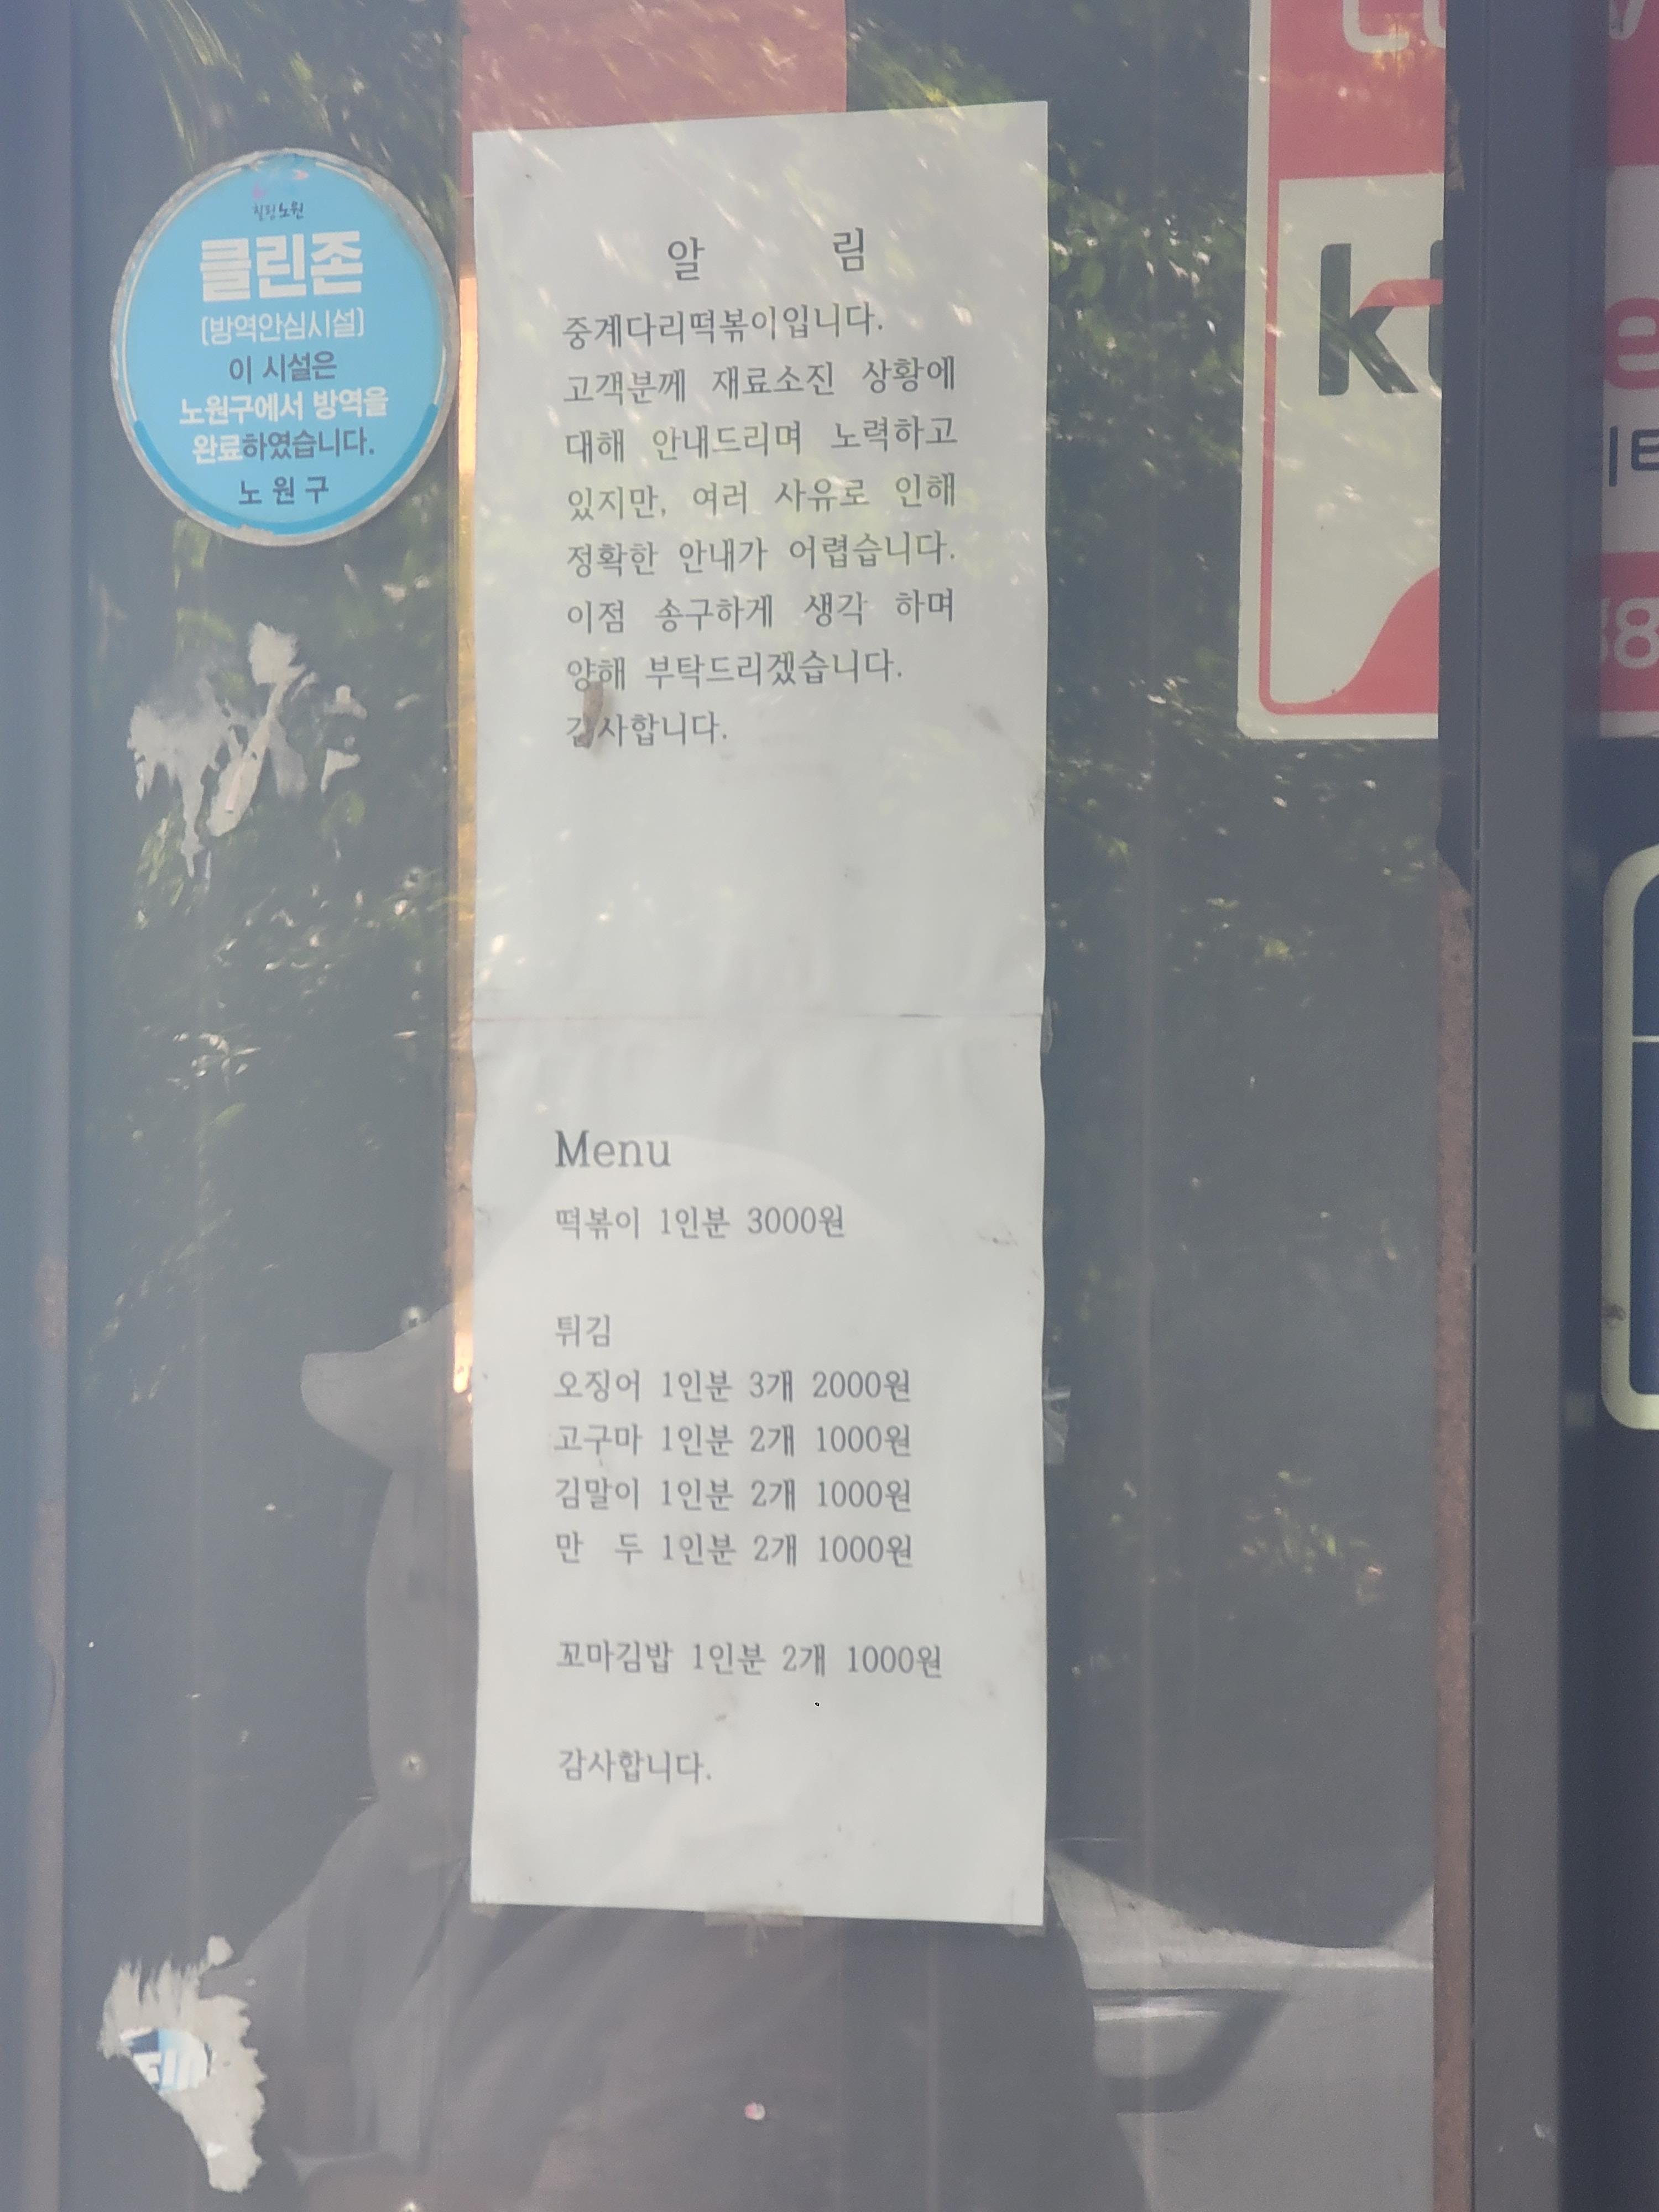 힐링노원
클린존
[방역안심시설]
이 시설은
노원구에서 방역을
완료하였습니다.
노원구
알 림
중계다리떡볶이입니다.
고객분께 재료소진 상황에
대해 안내드리며 노력하고
있지만, 여러 사유로 인해
정확한 안내가 어렵습니다.
이점 송구하게 생각 하며
양해 부탁드리겠습니다.
감사합니다.
Menu
떡볶이 1인분 3000원
튀김
오징어 1인분 3개 2000원
고구마 1인분 2개 1000원
김말이 1인분 2개 1000원
만 두 1인분 2개 1000원
꼬마김밥 1인분 2개 1000원
감사합니다.